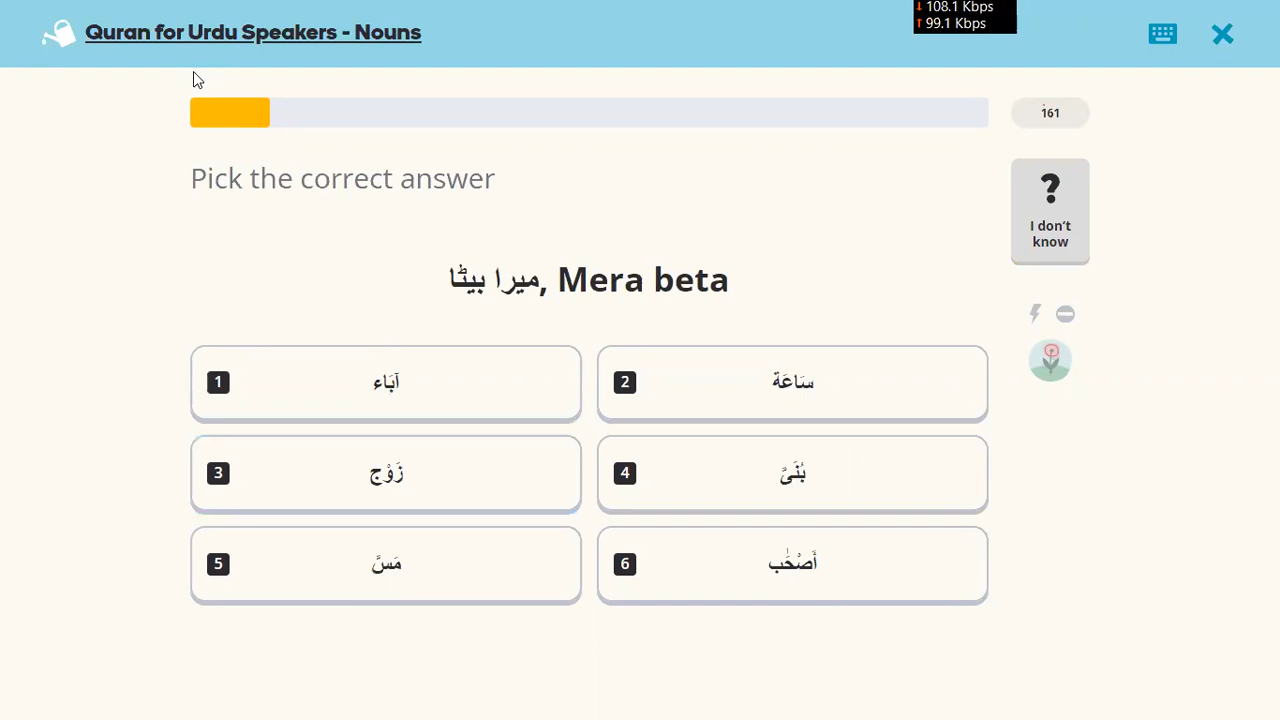 Quran for Urdu Speakers - Nouns
↓ 108.1 Kbps
↑ 99.1 Kbps
161
Pick the correct answer
?
I don't
know
میرا بیٹا, Mera beta
1 آبَاء
2 سَاعَة
3 زَوْج
4 بُنَىَّ
5 مَسَّ
6 أَصْحَٰب